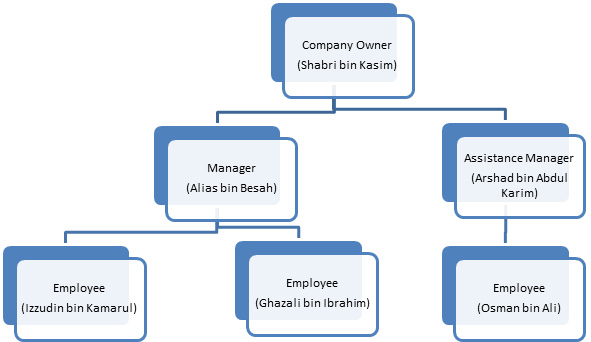 Company Owner
(Shabri bin Kasim)
Manager
(Alias bin Besah)
Assistance Manager
(Arshad bin Abdul
Karim)
Employee
(Izzudin bin Kamarul)
Employee
(Ghazali bin Ibrahim)
Employee
(Osman bin Ali)